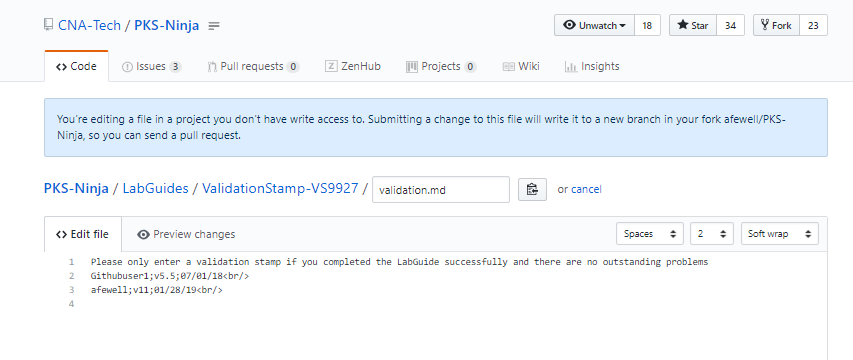 CNA-Tech / PKS-Ninja
Unwatch 18 Star 34 Fork 23
Code Issues 3 Pull requests 0 ZenHub Projects 0 Wiki Insights
You're editing a file in a project you don't have write access to. Submitting a change to this file will write it to a new branch in your fork afewell/PKS-
Ninja, so you can send a pull request.
PKS-Ninja / LabGuides / ValidationStamp-VS9927 / validation.md or cancel
Edit file Preview changes Spaces 2 Soft wrap
1 Please only enter a validation stamp if you completed the LabGuide successfully and there are no outstanding problems
2 Githubuser1;v5.5;07/01/18<br/>
3 afewell;v11;01/28/19<br/>
4